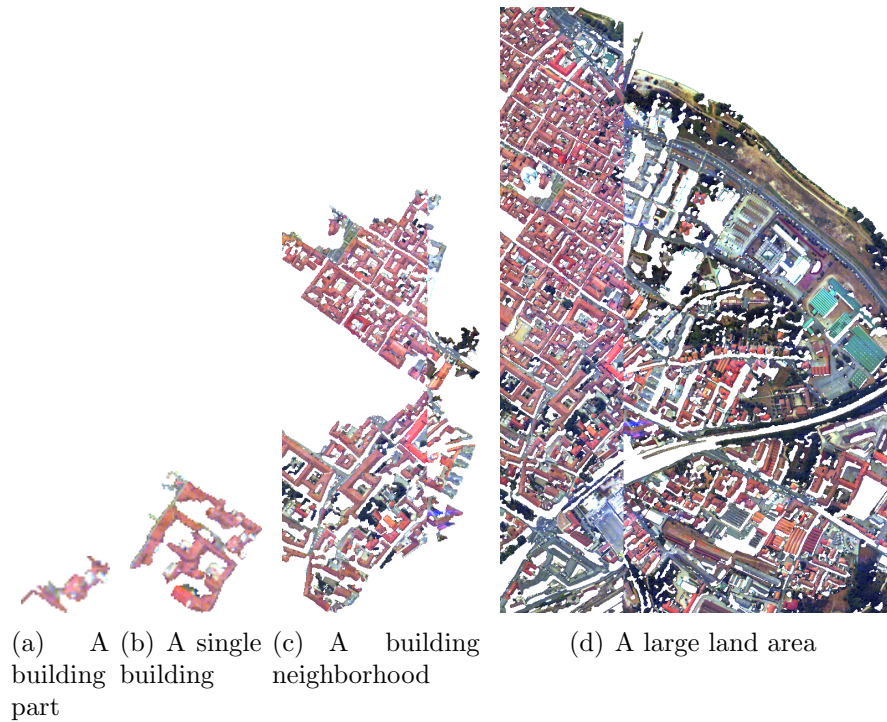 (a) A building part
(b) A single building
(c) A building neighborhood
(d) A large land area